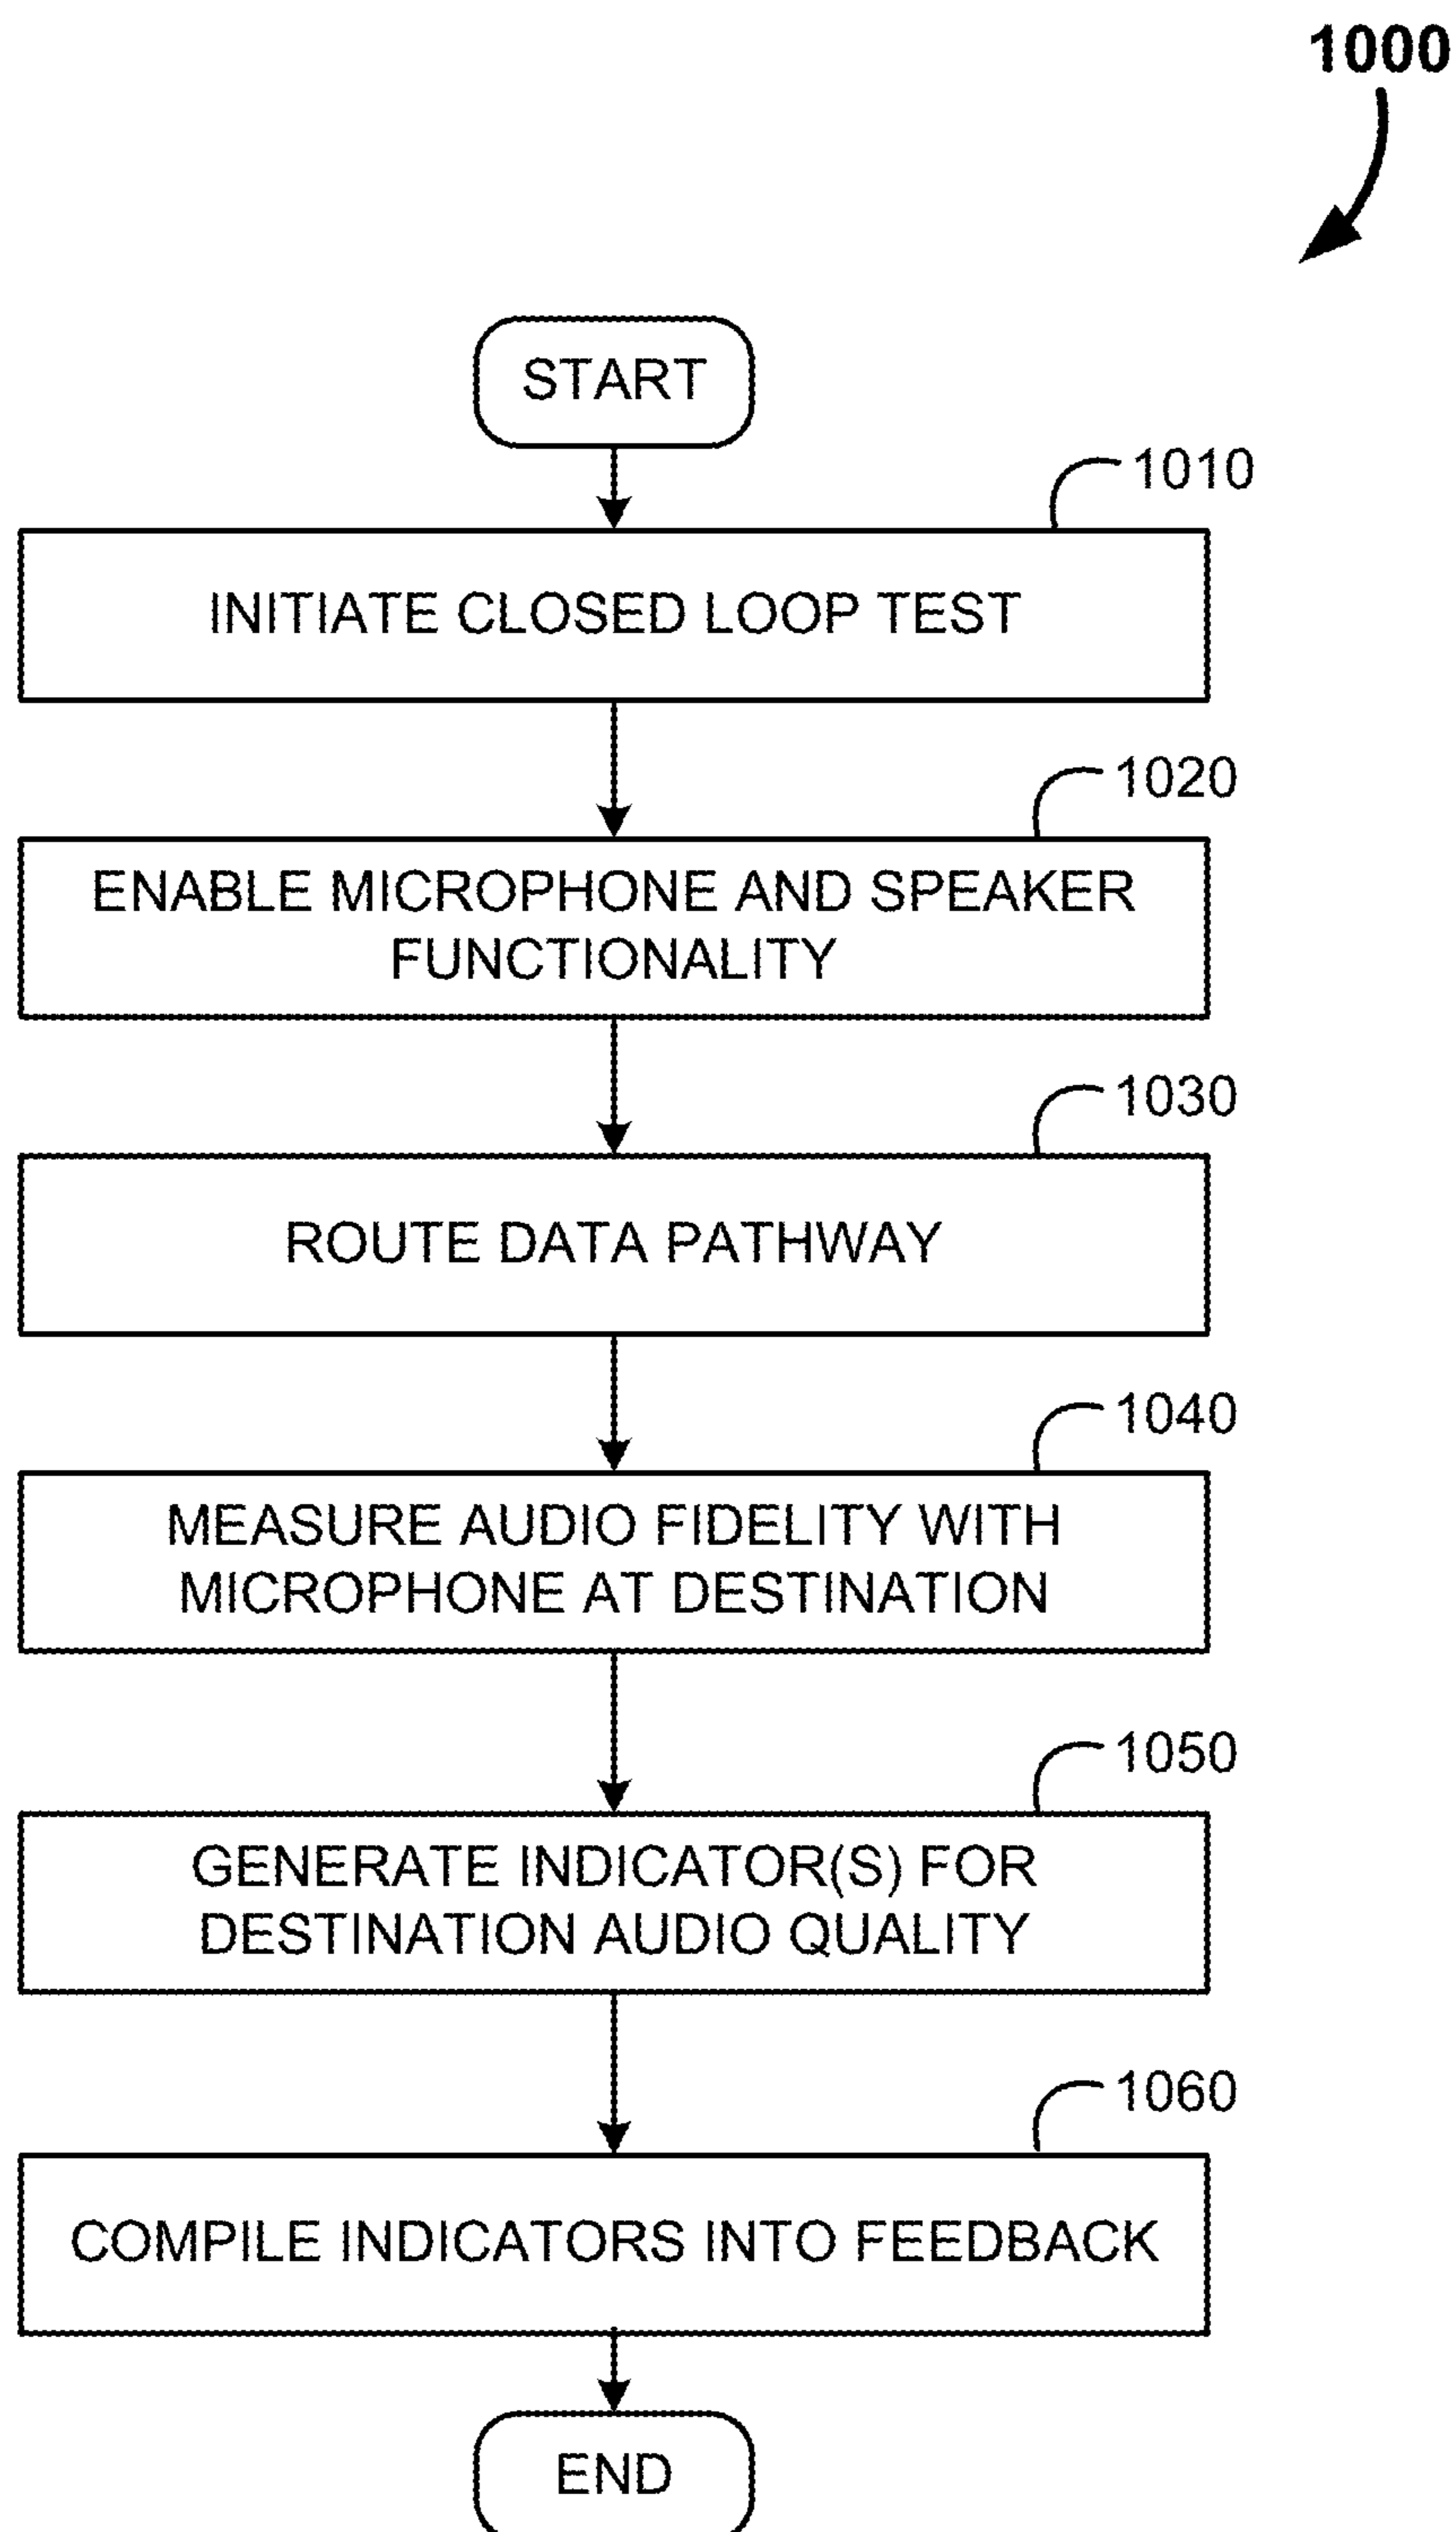 1000
START
1010
INITIATE CLOSED LOOP TEST
1020
ENABLE MICROPHONE AND SPEAKER
FUNCTIONALITY
1030
ROUTE DATA PATHWAY
1040
MEASURE AUDIO FIDELITY WITH
MICROPHONE AT DESTINATION
1050
GENERATE INDICATOR(S) FOR
DESTINATION AUDIO QUALITY
1060
COMPILE INDICATORS INTO FEEDBACK
END